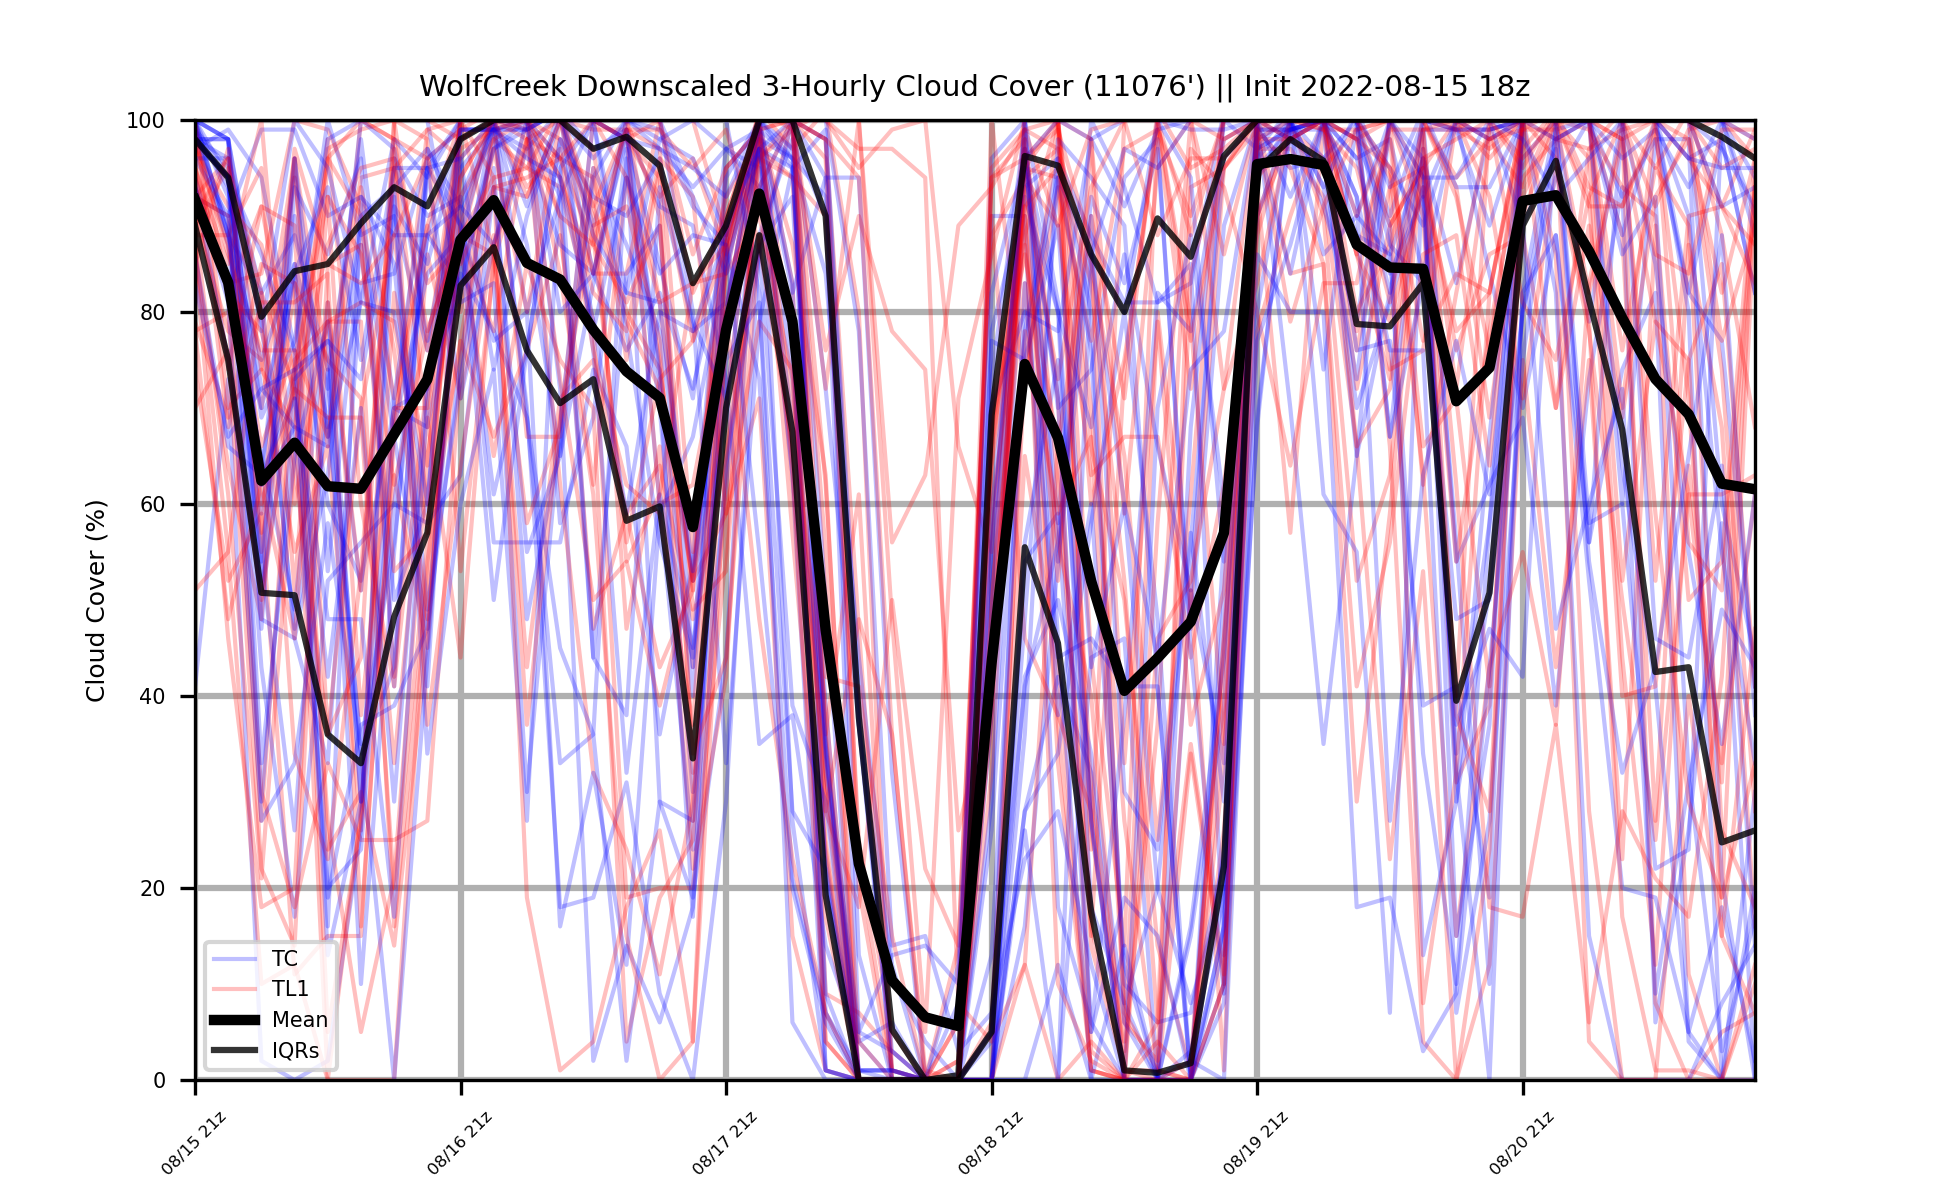 WolfCreek Downscaled 3-Hourly Cloud Cover (11076') || Init 2022-08-15 18z
Cloud Cover (%)
100
80
60
40
20
0
TC
TL1
Mean
IQRs
08/15 21z
08/16 21z
08/17 21z
08/18 21z
08/19 21z
08/20 21z